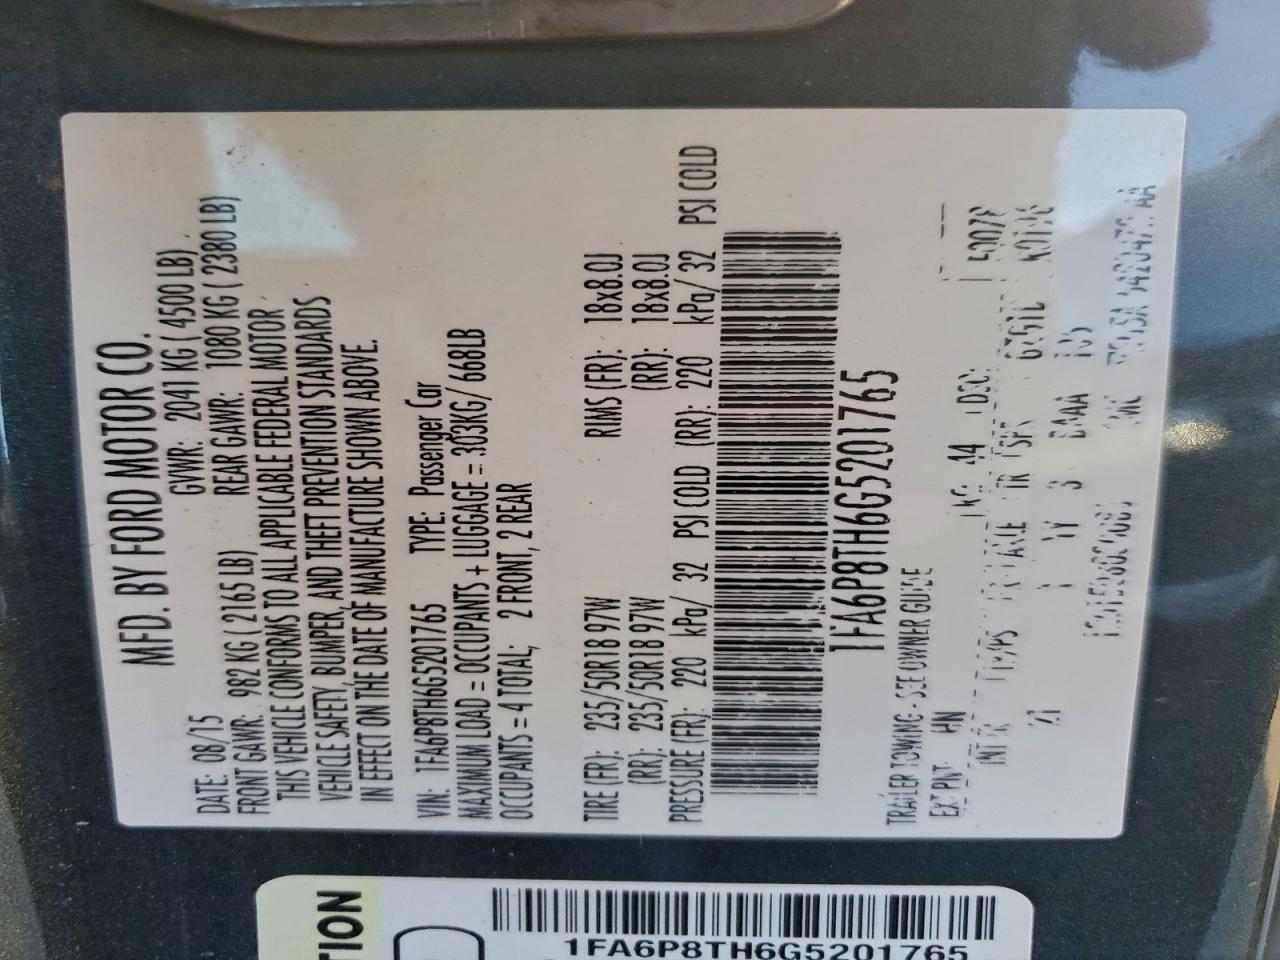 MFD. BY FORD MOTOR CO.
DATE: 08/15 GVWR: 2041 KG ( 4500 LB)
FRONT GAWR: 982 KG ( 2165 LB) REAR GAWR: 1080 KG ( 2380 LB)
THIS VEHICLE CONFORMS TO ALL APPLICABLE FEDERAL MOTOR
VEHICLE SAFETY, BUMPER, AND THEFT PREVENTION STANDARDS
IN EFFECT ON THE DATE OF MANUFACTURE SHOWN ABOVE.
VIN: 1FA6P8TH6G5201765 TYPE: Passenger Car
MAXIMUM LOAD = OCCUPANTS + LUGGAGE = 303KG/ 668LB
OCCUPANTS = 4 TOTAL; 2 FRONT, 2 REAR
TIRE (FR): 235/50R18 97W RIMS (FR): 18x8.0J
(RR): 235/50R18 97W (RR): 18x8.0J
PRESSURE (FR): 220 kPa/ 32 PSI COLD (RR): 220 kPa/ 32 PSI COLD
1FA6P8TH6G5201765
TRAILER TOWING - SEE OWNER GUIDE
EXT PNT:
TION
1FA6P8TH6G5201765